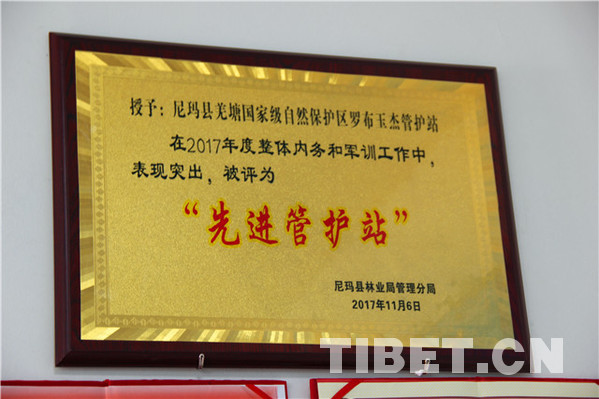 授予：尼玛县羌塘国家级自然保护区罗布玉杰管护站
在2017年度整体内务和军训工作中，
表现突出，被评为
“先进管护站”
尼玛县林业局管理分局
2017年11月6日
TIBET.CN